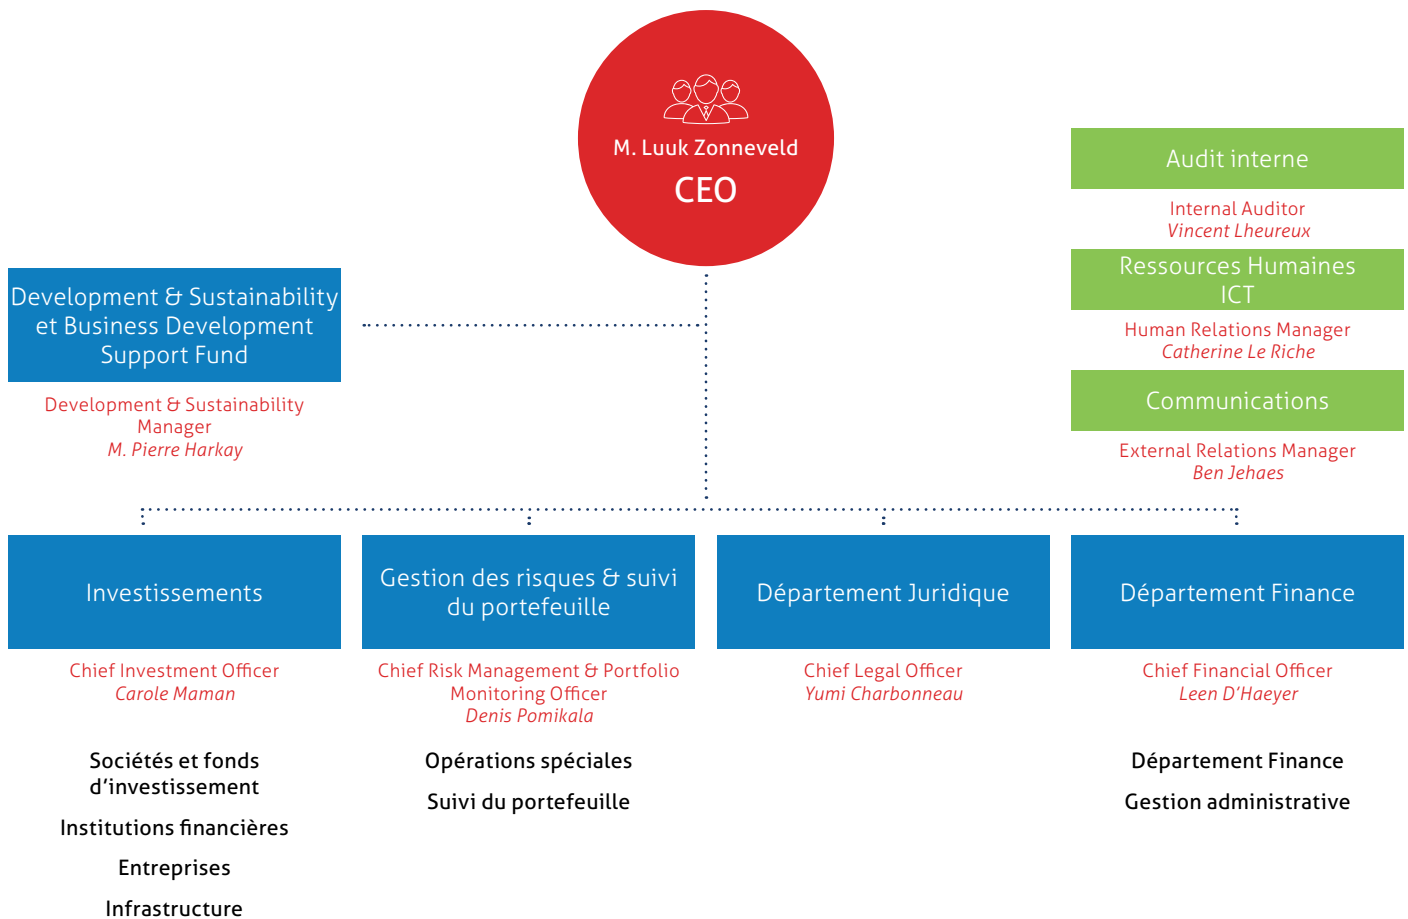 M. Luuk Zonneveld
CEO
Audit interne
Internal Auditor
Vincent Lheureux
Ressources Humaines
ICT
Human Relations Manager
Catherine Le Riche
Communications
External Relations Manager
Ben Jehaes
Development & Sustainability
et Business Development
Support Fund
Development & Sustainability
Manager
M. Pierre Harkay
Investissements
Chief Investment Officer
Carole Maman
Sociétés et fonds
d’investissement
Institutions financières
Entreprises
Infrastructure
Gestion des risques & suivi
du portefeuille
Chief Risk Management & Portfolio
Monitoring Officer
Denis Pomikala
Opérations spéciales
Suivi du portefeuille
Département Juridique
Chief Legal Officer
Yumi Charbonneau
Département Finance
Chief Financial Officer
Leen D’Haeyer
Département Finance
Gestion administrative